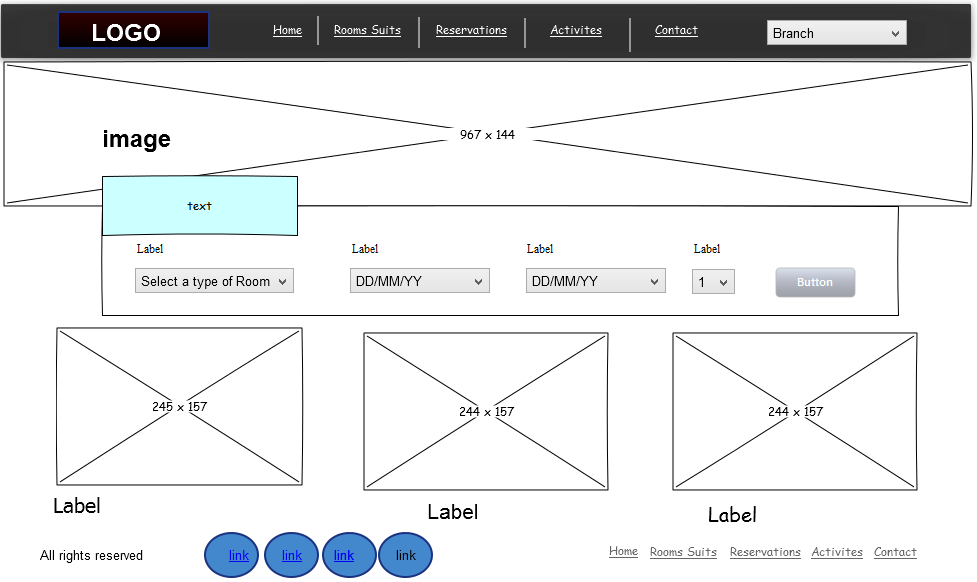 LOGO Home Rooms Suits Reservations Activites Contact Branch
967 x 144
image
text
Label Label Label Label
Select a type of Room DD/MM/YY DD/MM/YY 1 Button
245 x 157 244 x 157 244 x 157
Label Label Label
All rights reserved link link link link Home Rooms Suits Reservations Activites Contact